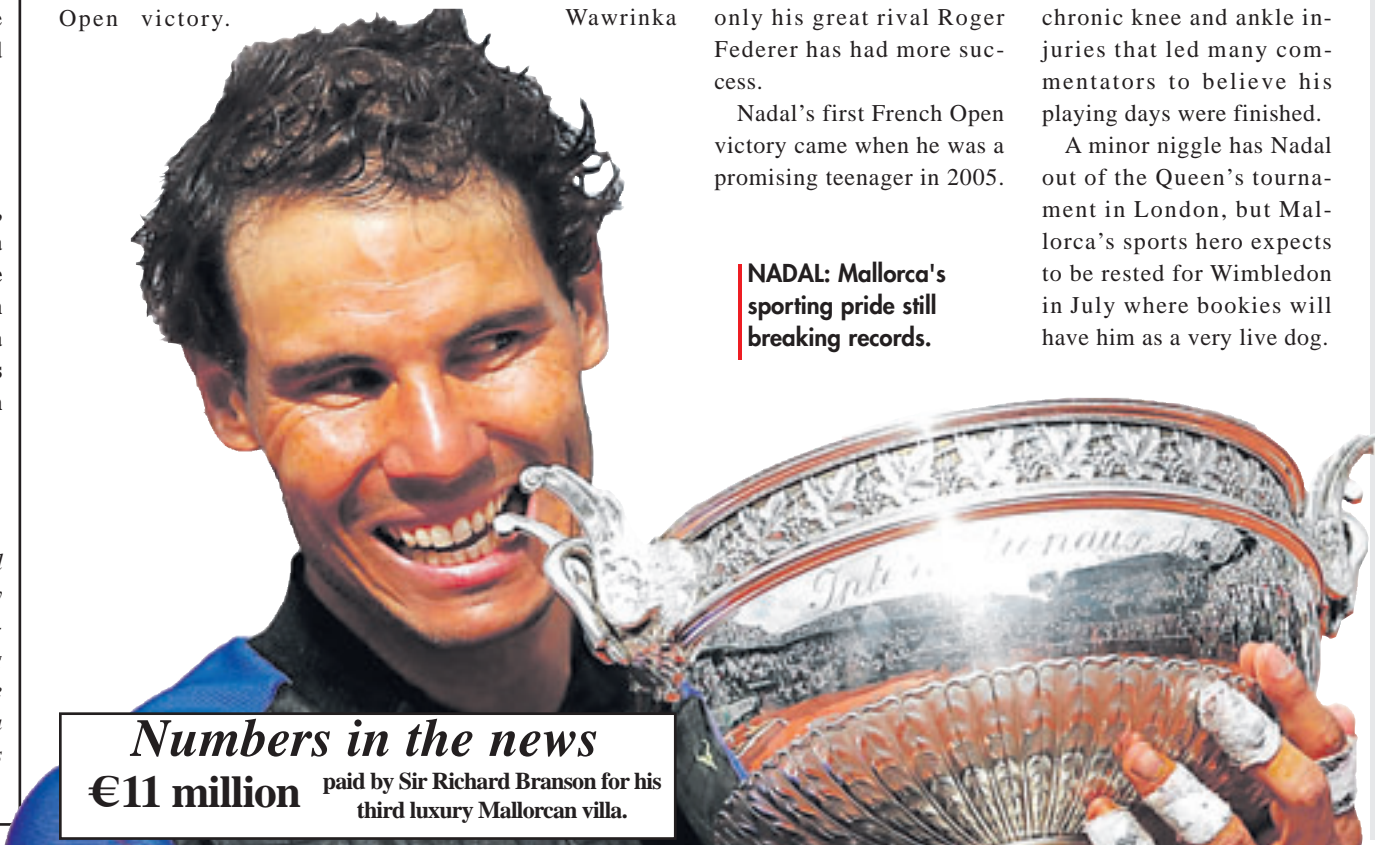 Open victory.
Wawrinka
only his great rival Roger
Federer has had more suc-
cess.
Nadal's first French Open
victory came when he was a
promising teenager in 2005.
NADAL: Mallorca's
sporting pride still
breaking records.
chronic knee and ankle in-
juries that led many com-
mentators to believe his
playing days were finished.
A minor niggle has Nadal
out of the Queen's tourna-
ment in London, but Mal-
lorca's sports hero expects
to be rested for Wimbledon
in July where bookies will
have him as a very live dog.
Numbers in the news
€11 million
paid by Sir Richard Branson for his
third luxury Mallorcan villa.